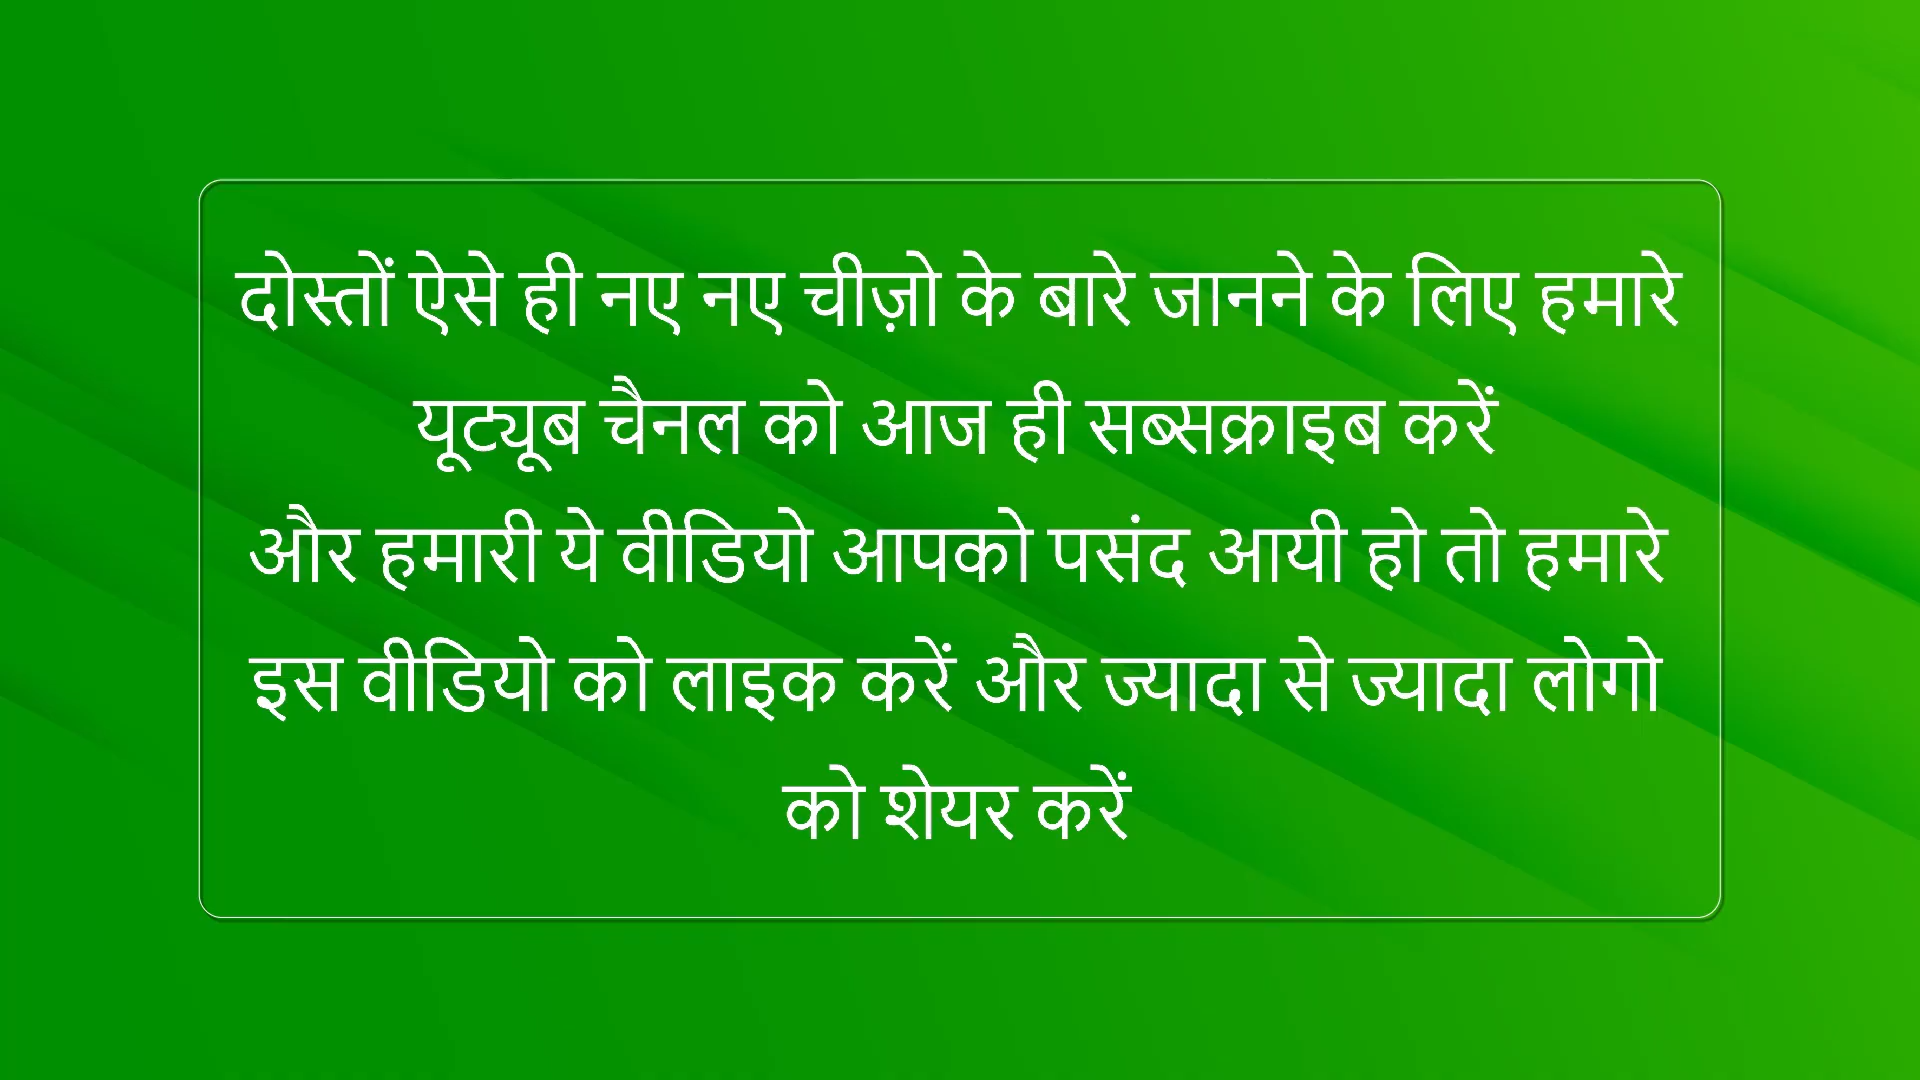 दोस्तों ऐसे ही नए नए चीज़ो के बारे जानने के लिए हमारे
यूट्यूब चैनल को आज ही सब्सक्राइब करें
और हमारी ये वीडियो आपको पसंद आयी हो तो हमारे
इस वीडियो को लाइक करें और ज्यादा से ज्यादा लोगो
को शेयर करें